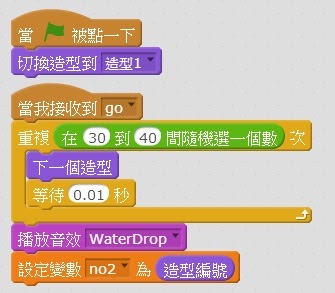 當 被點一下
切換造型到 造型1
當我接收到 go
重複 在 30 到 40 間隨機選一個數 次
下一個造型
等待 0.01 秒
播放音效 WaterDrop
設定變數 no2 為 造型編號